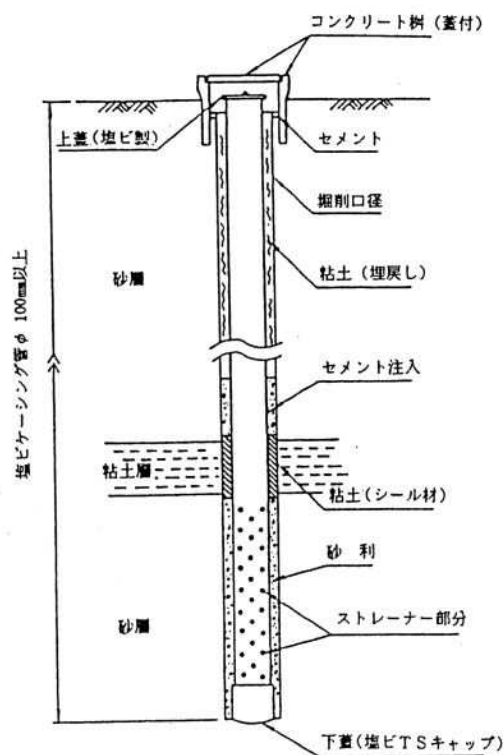 コンクリート桝(蓋付)
上蓋(塩ビ製)
セメント
堀削口径
粘土(埋戻し)
砂層
塩ビケーシング管φ100mm以上
セメント注入
粘土層
粘土(シール材)
砂利
ストレーナー部分
砂層
下蓋(塩ビTSキャップ)